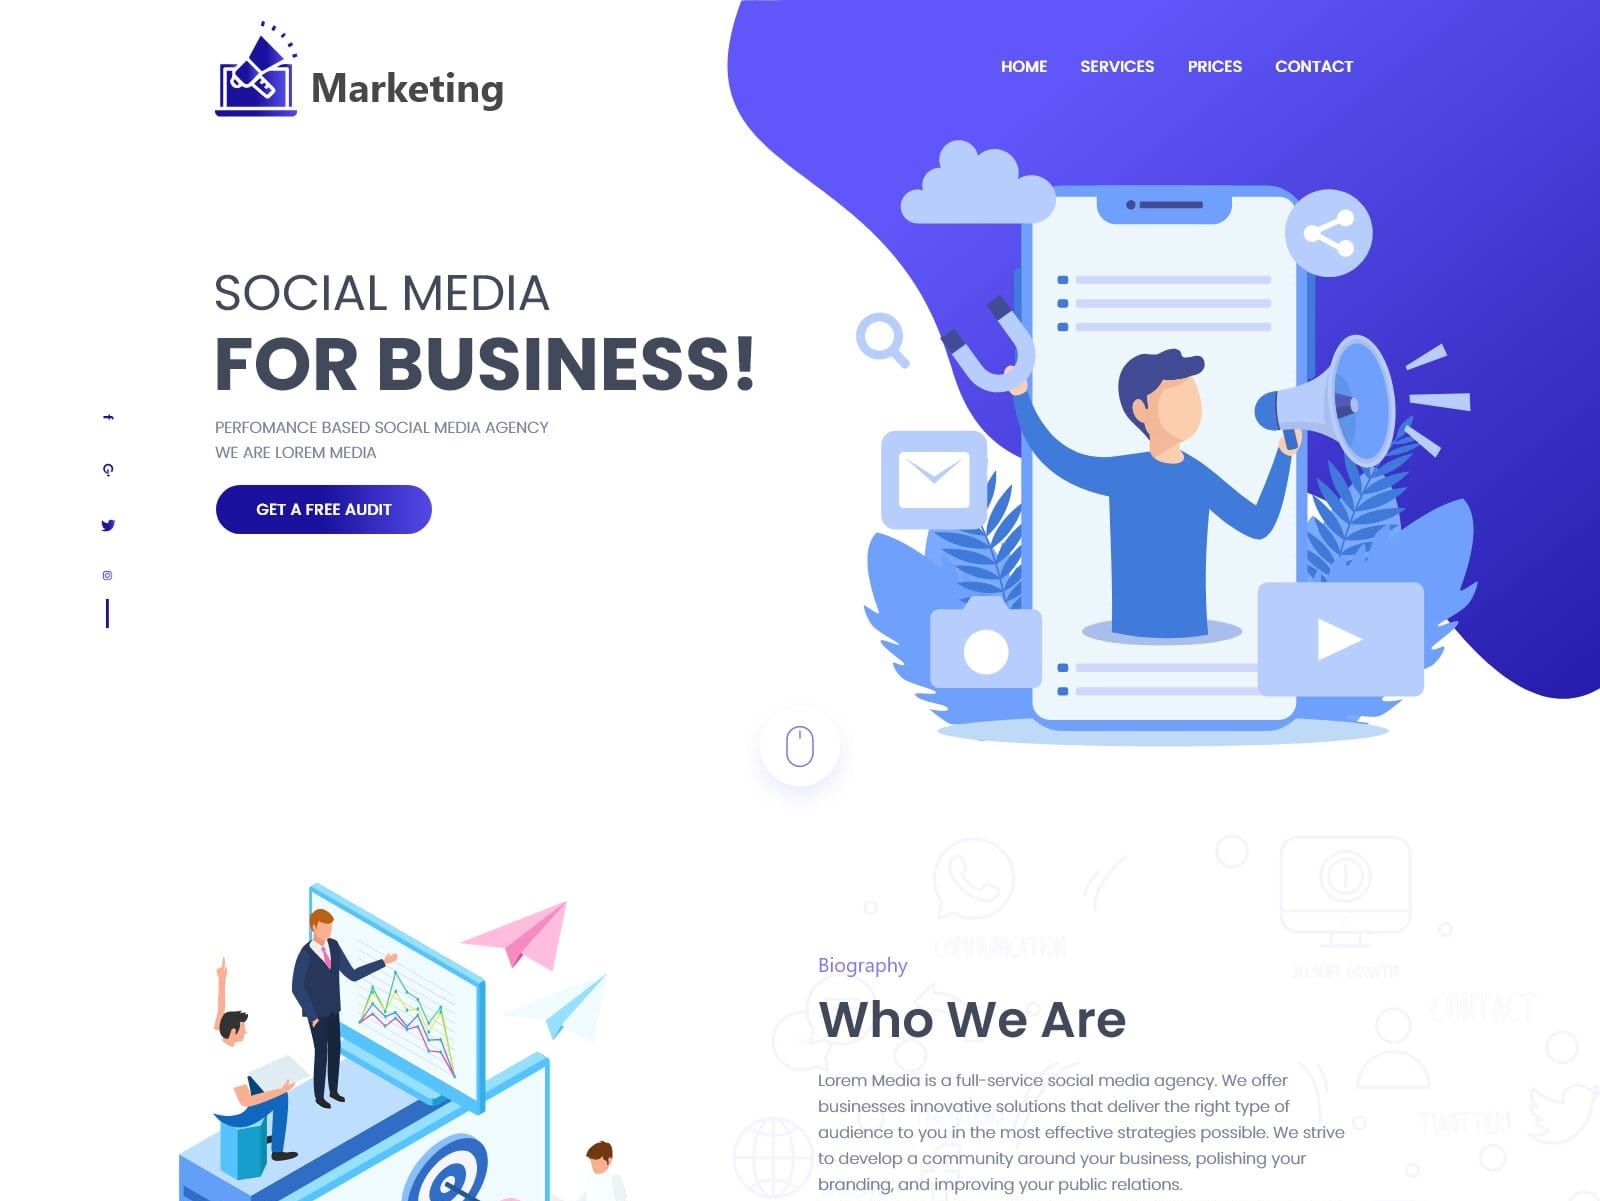 Marketing
HOME SERVICES PRICES CONTACT
SOCIAL MEDIA
FOR BUSINESS!
PERFOMANCE BASED SOCIAL MEDIA AGENCY
WE ARE LOREM MEDIA
GET A FREE AUDIT
COMMUNICATION
ACCOUNT GROWTH
CONTACT
TWITTER!
Biography
Who We Are
Lorem Media is a full-service social media agency. We offer
businesses innovative solutions that deliver the right type of
audience to you in the most effective strategies possible. We strive
to develop a community around your business, polishing your
branding, and improving your public relations.